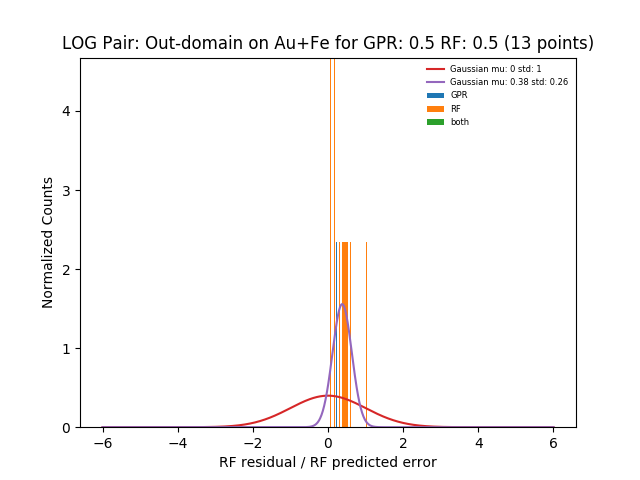 LOG Pair: Out-domain on Au+Fe for GPR: 0.5 RF: 0.5 (13 points)
Gaussian mu: 0 std: 1
Gaussian mu: 0.38 std: 0.26
GPR
RF
both
Normalized Counts
4
3
2
1
0
−6 −4 −2 0 2 4 6
RF residual / RF predicted error